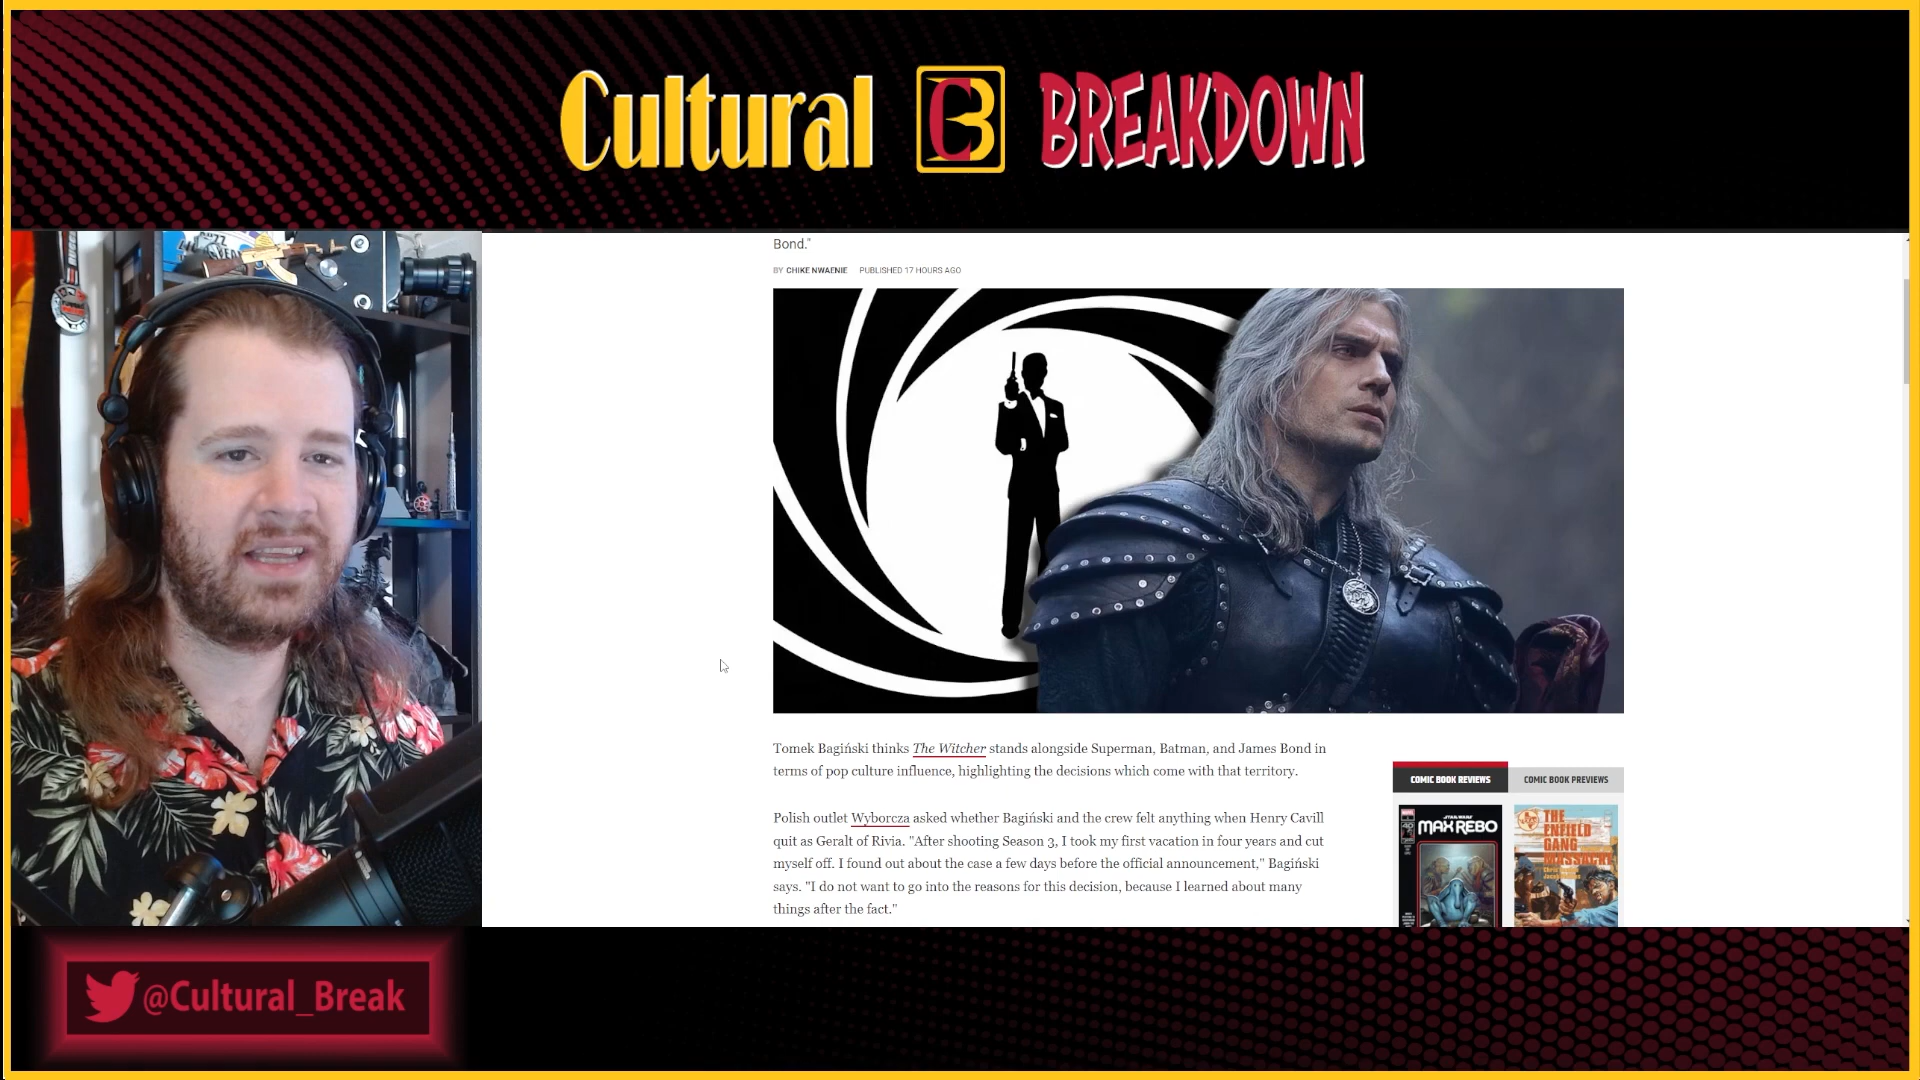 Cultural CB BREAKDOWN
Bond."
BY CHIKE NWAENIE PUBLISHED 17 HOURS AGO
Tomek Bagiński thinks The Witcher stands alongside Superman, Batman, and James Bond in
terms of pop culture influence, highlighting the decisions which come with that territory.
Polish outlet Wyborcza asked whether Bagiński and the crew felt anything when Henry Cavill
quit as Geralt of Rivia. "After shooting Season 3, I took my first vacation in four years and cut
myself off. I found out about the case a few days before the official announcement," Bagiński
says. "I do not want to go into the reasons for this decision, because I learned about many
things after the fact."
COMIC BOOK REVIEWS COMIC BOOK PREVIEWS
MARVEL
STAR WARS
40
MAX REBO
THE
ENFIELD
GANG
MASSACRE
@Cultural_Break